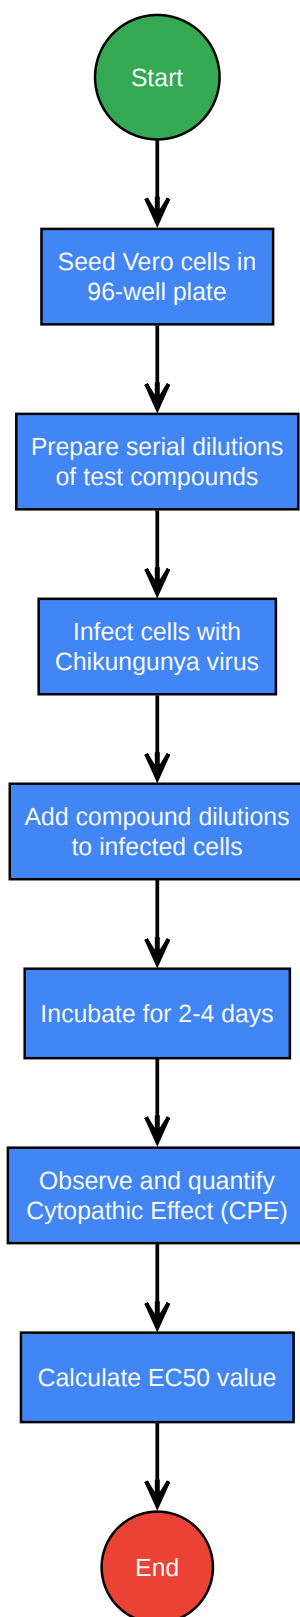 Start
Seed Vero cells in
96-well plate
Prepare serial dilutions
of test compounds
Infect cells with
Chikungunya virus
Add compound dilutions
to infected cells
Incubate for 2-4 days
Observe and quantify
Cytopathic Effect (CPE)
Calculate EC50 value
End